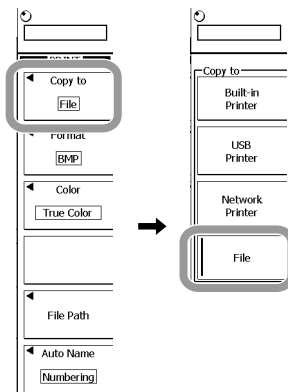 PRINT
Copy to
File
Format
BMP
Color
True Color
File Path
Auto Name
Numbering
Copy to
Built-in
Printer
USB
Printer
Network
Printer
File